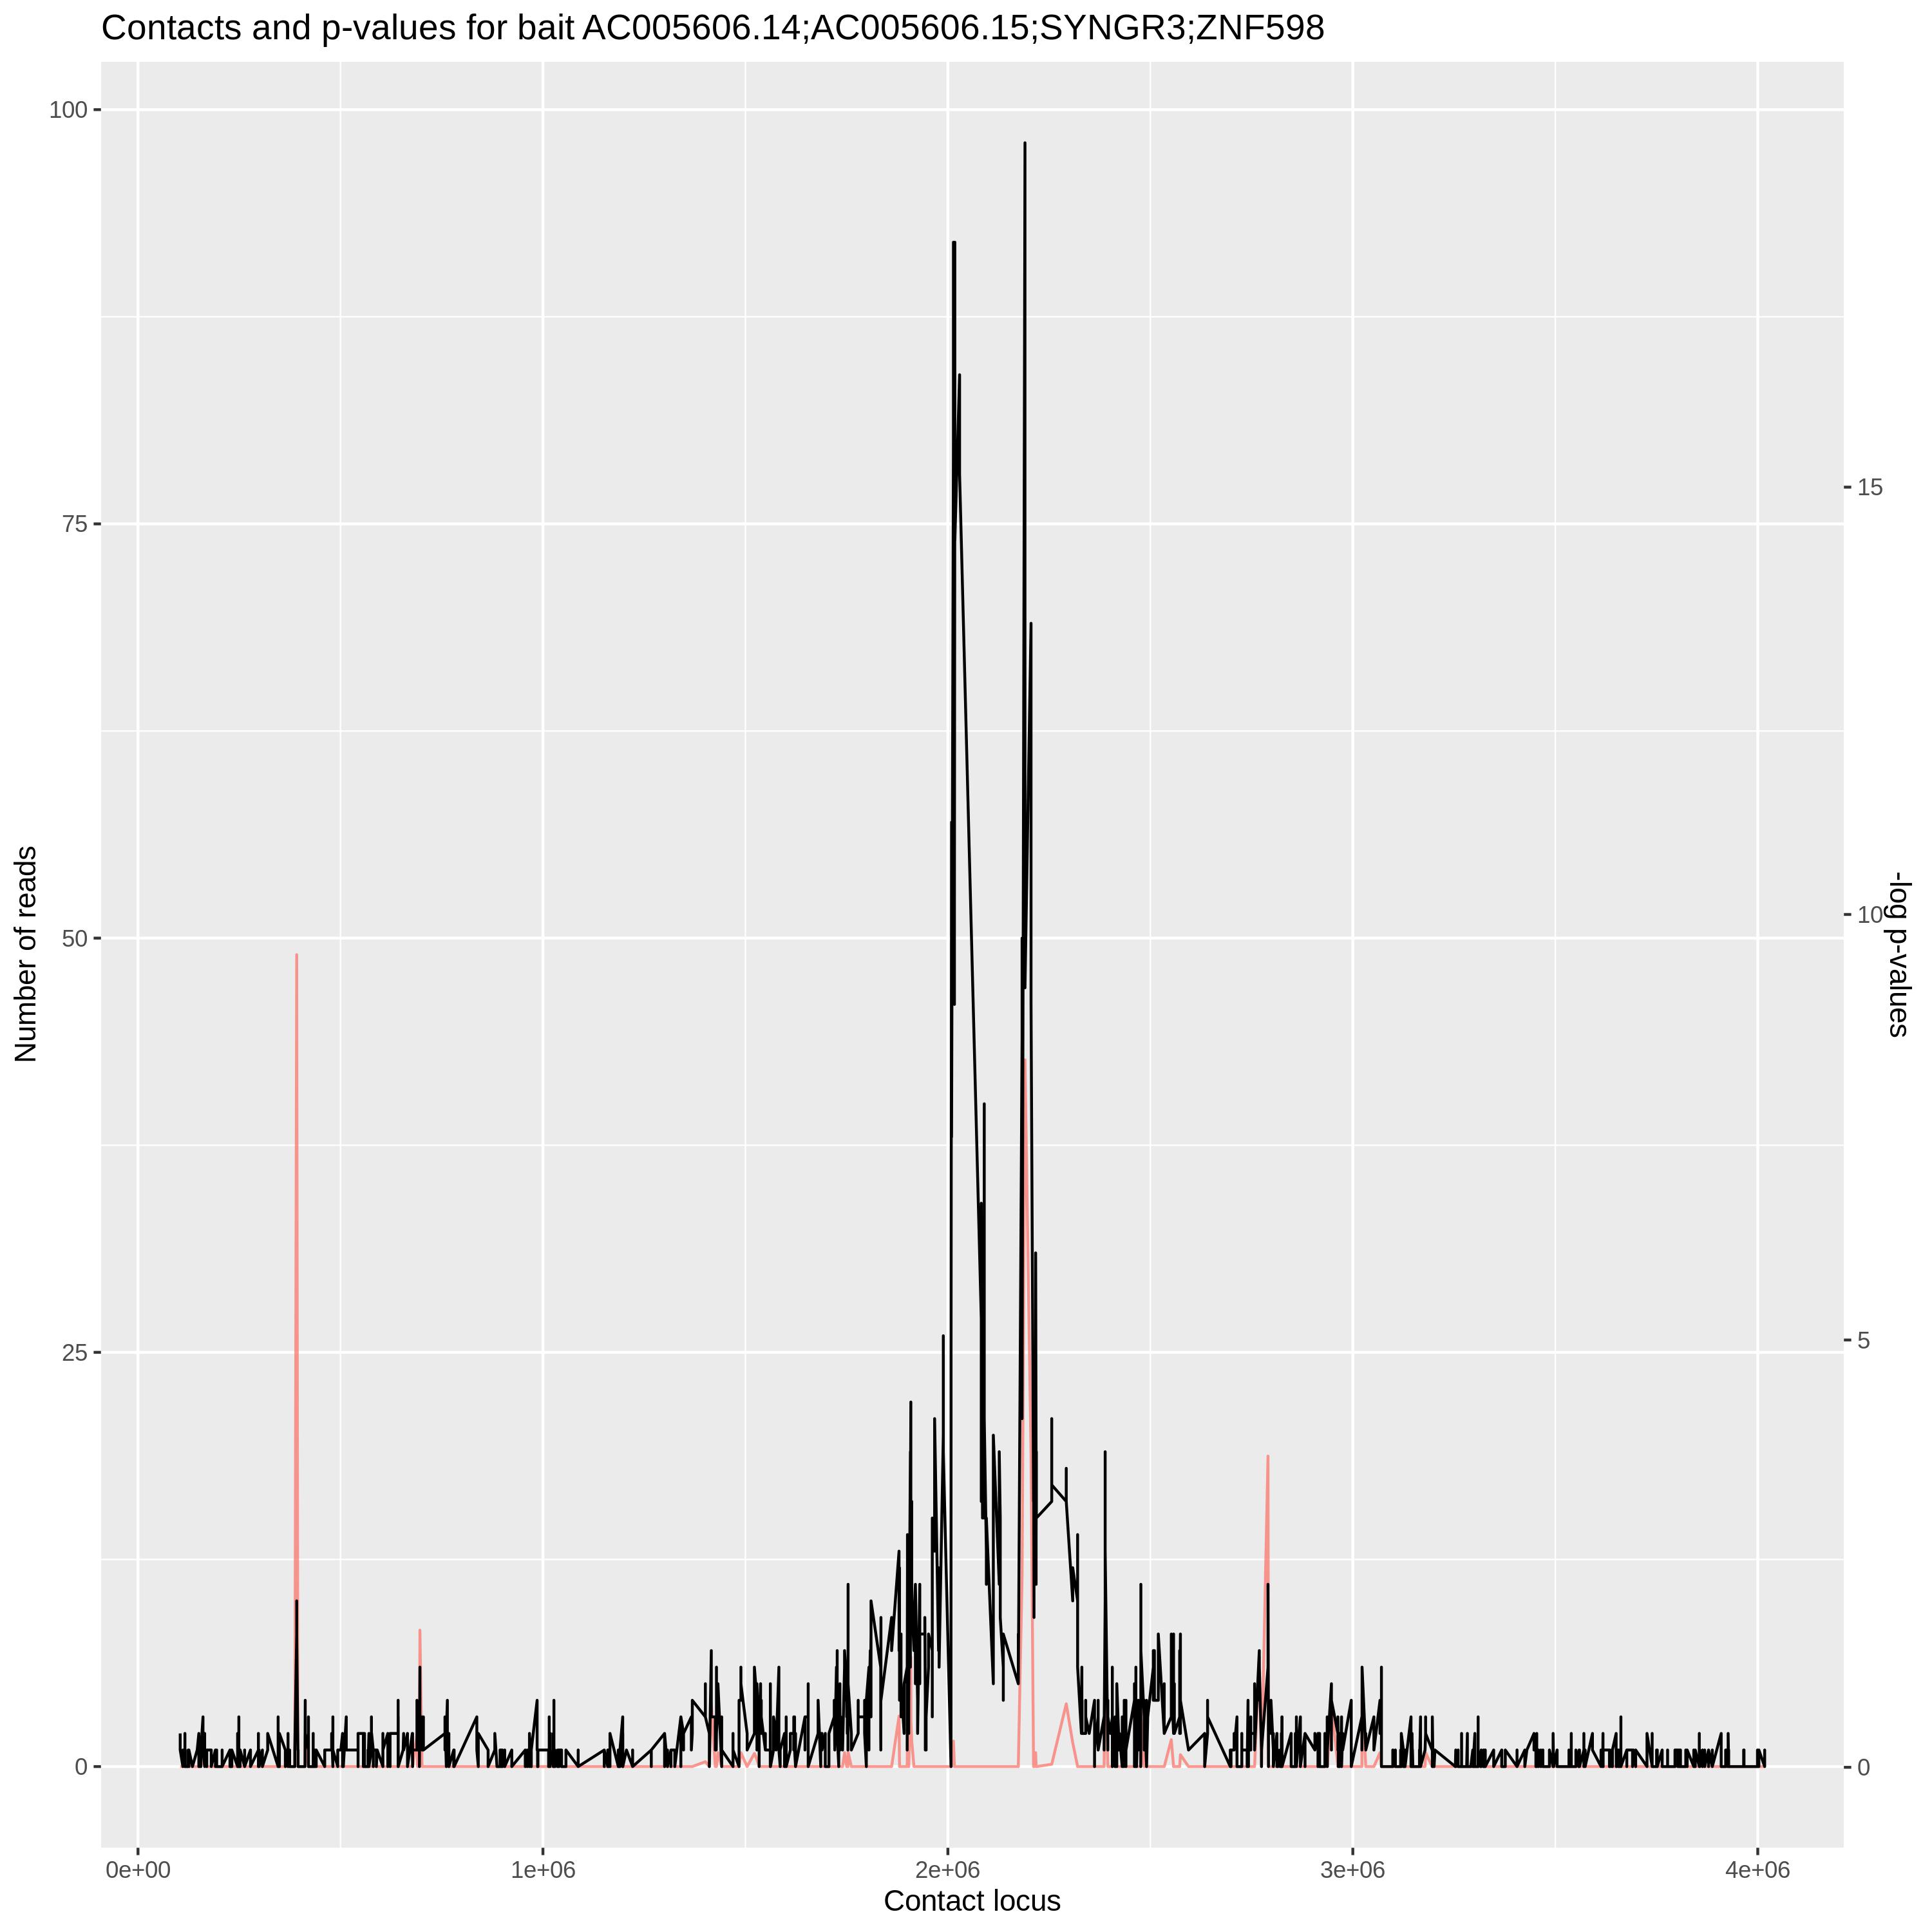 Contacts and p-values for bait AC005606.14;AC005606.15;SYNGR3;ZNF598
100
75
50
25
0
Number of reads
15
10
5
0
-log p-values
0e+00
1e+06
2e+06
3e+06
4e+06
Contact locus